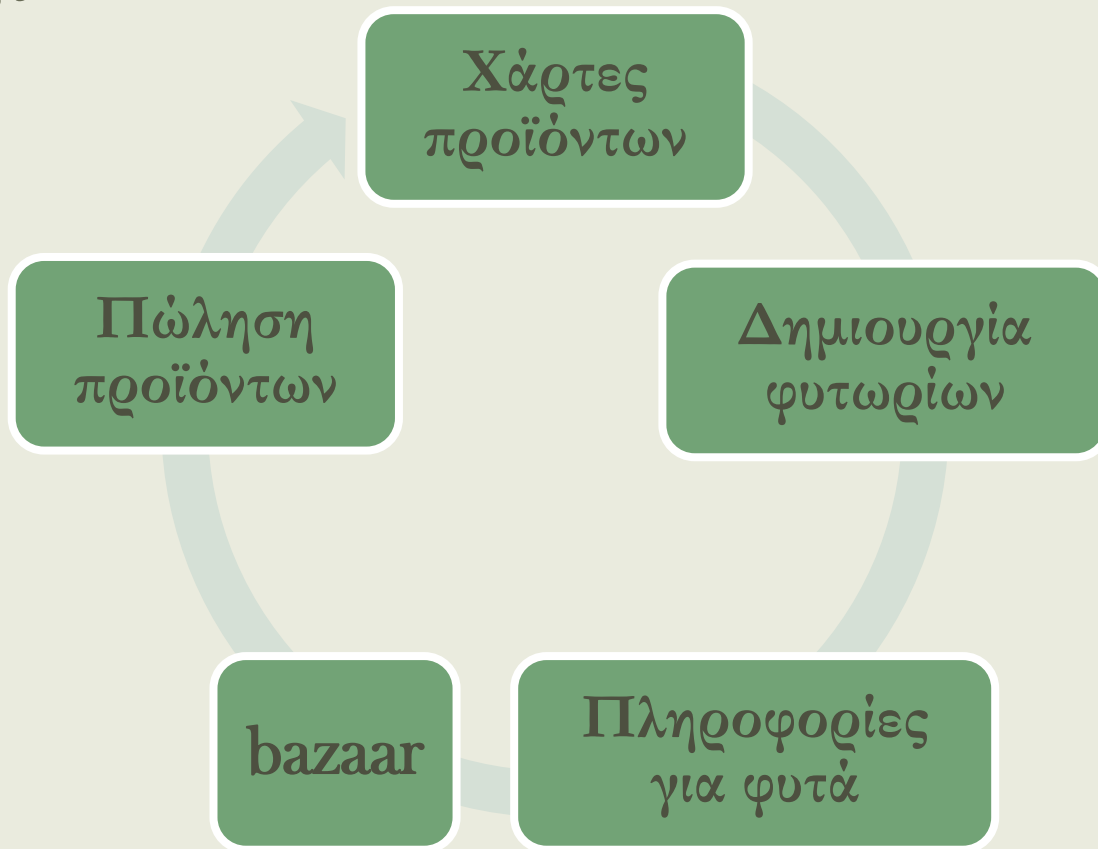 Χάρτες
προϊόντων
Δημιουργία
φυτωρίων
Πληροφορίες
για φυτά
bazaar
Πώληση
προϊόντων